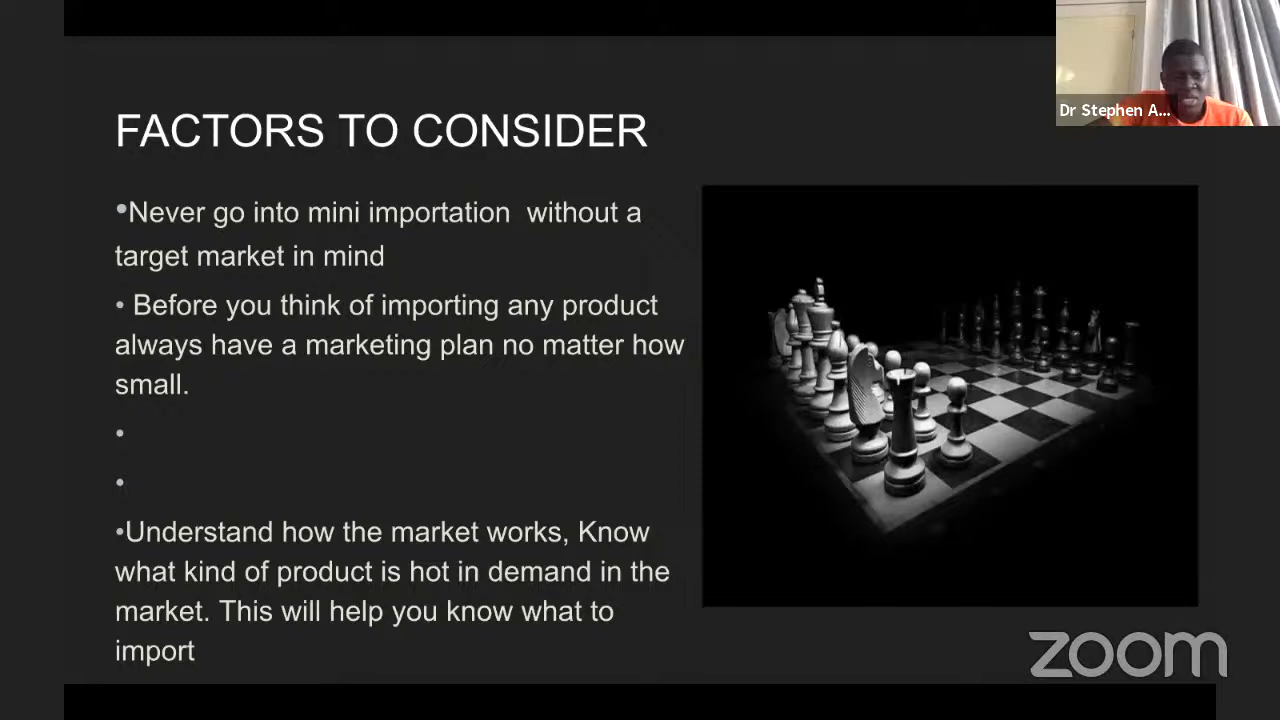 Dr Stephen A...
FACTORS TO CONSIDER
•Never go into mini importation  without a
target market in mind
• Before you think of importing any product
always have a marketing plan no matter how
small.
•
•
•Understand how the market works, Know
what kind of product is hot in demand in the
market. This will help you know what to
import
zoom